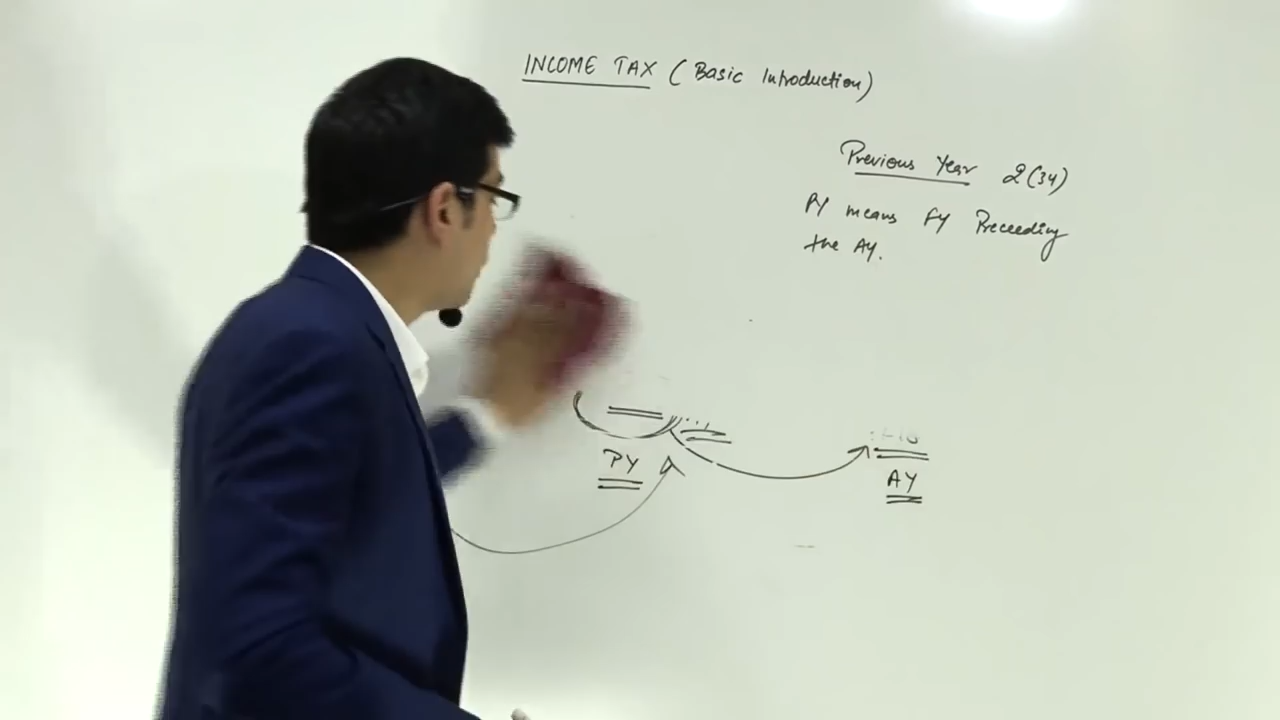 INCOME TAX (Basic Introduction)
Previous Year 2(34)
PY means FY Preceeding
the AY.
PY
AY